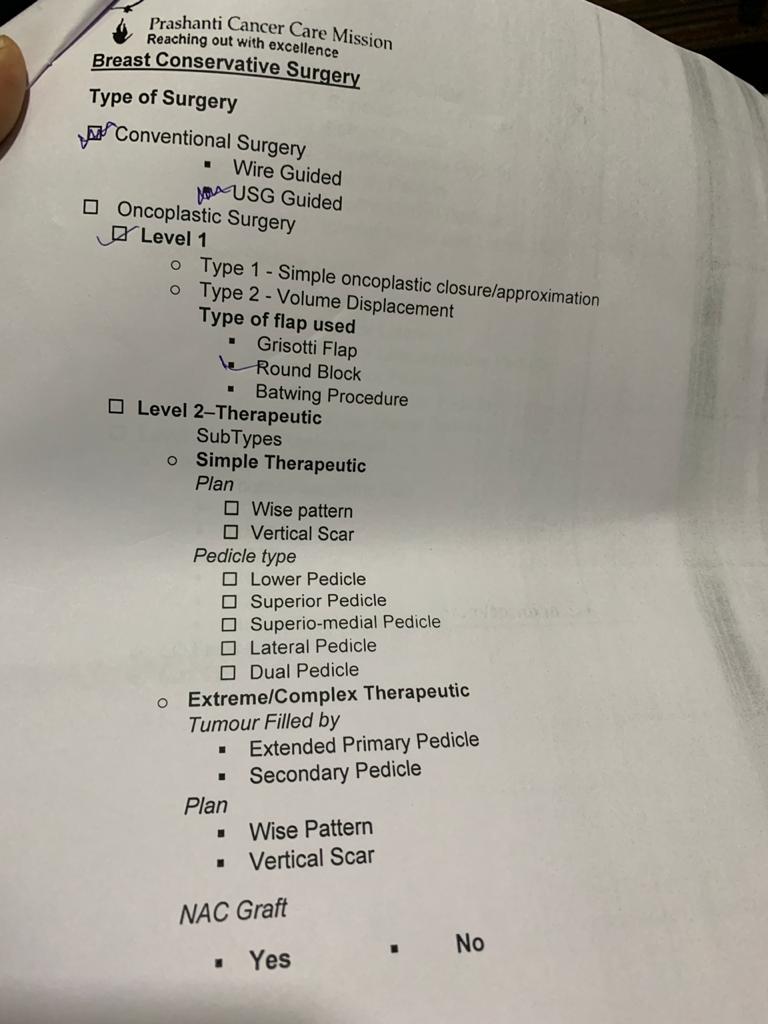 Prashanti Cancer Care Mission
Reaching out with excellence
Breast Conservative Surgery
Type of Surgery
☐ Conventional Surgery
▪ Wire Guided
▪ USG Guided
☐ Oncoplastic Surgery
☑ Level 1
○ Type 1 - Simple oncoplastic closure/approximation
○ Type 2 - Volume Displacement
Type of flap used
▪ Grisotti Flap
▪ Round Block
▪ Batwing Procedure
☐ Level 2–Therapeutic
SubTypes
○ Simple Therapeutic
Plan
☐ Wise pattern
☐ Vertical Scar
Pedicle type
☐ Lower Pedicle
☐ Superior Pedicle
☐ Superio-medial Pedicle
☐ Lateral Pedicle
☐ Dual Pedicle
○ Extreme/Complex Therapeutic
Tumour Filled by
▪ Extended Primary Pedicle
▪ Secondary Pedicle
Plan
▪ Wise Pattern
▪ Vertical Scar
NAC Graft
▪ Yes ▪ No